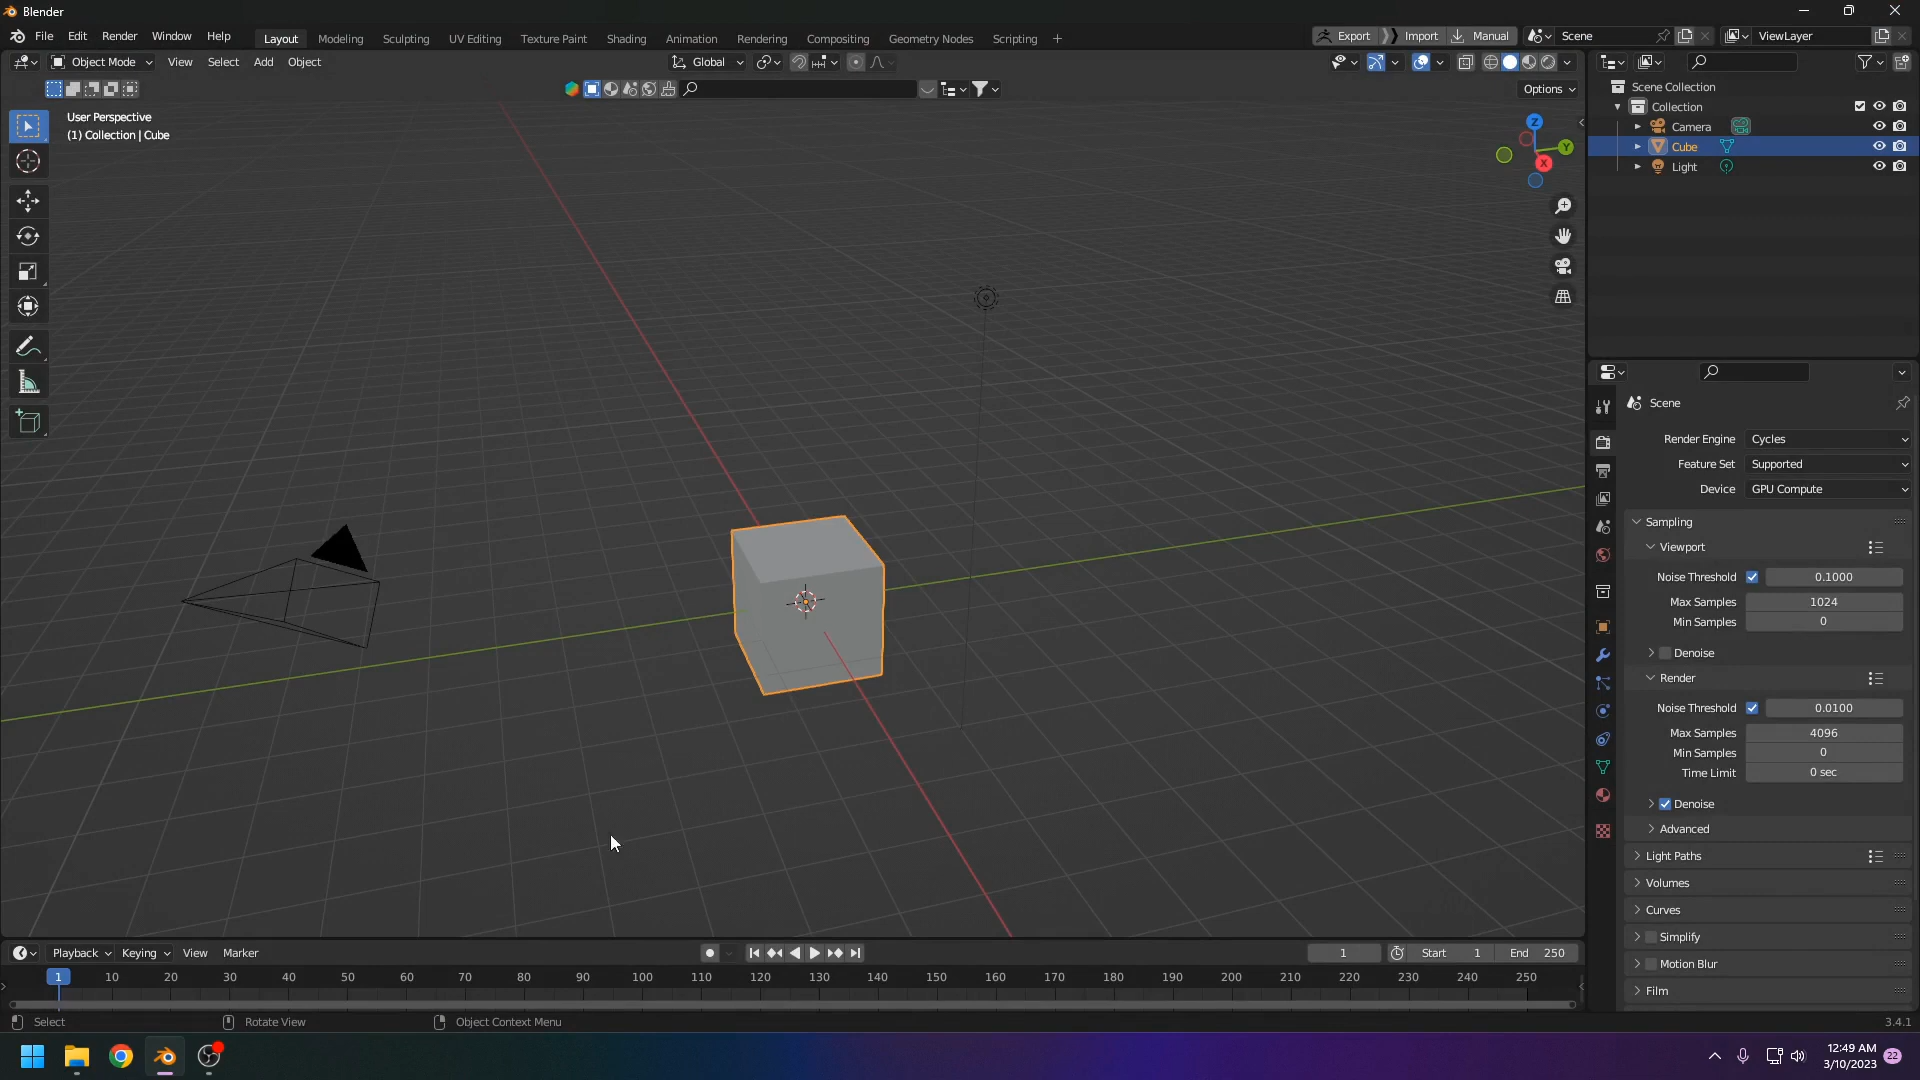 Blender
File Edit Render Window Help Layout Modeling Sculpting UV Editing Texture Paint Shading Animation Rendering Compositing Geometry Nodes Scripting + Export Import Manual Scene ViewLayer
Object Mode View Select Add Object Global
Options
User Perspective
(1) Collection | Cube
Z
Y
X
Scene Collection
Collection
Camera
Cube
Light
Scene
Render Engine Cycles
Feature Set Supported
Device GPU Compute
Sampling
Viewport
Noise Threshold 0.1000
Max Samples 1024
Min Samples 0
Denoise
Render
Noise Threshold 0.0100
Max Samples 4096
Min Samples 0
Time Limit 0 sec
Denoise
Advanced
Light Paths
Volumes
Curves
Simplify
Motion Blur
Film
Playback Keying View Marker 1 Start 1 End 250
1 10 20 30 40 50 60 70 80 90 100 110 120 130 140 150 160 170 180 190 200 210 220 230 240 250
Select Rotate View Object Context Menu 3.4.1
12:49 AM
3/10/2023 22